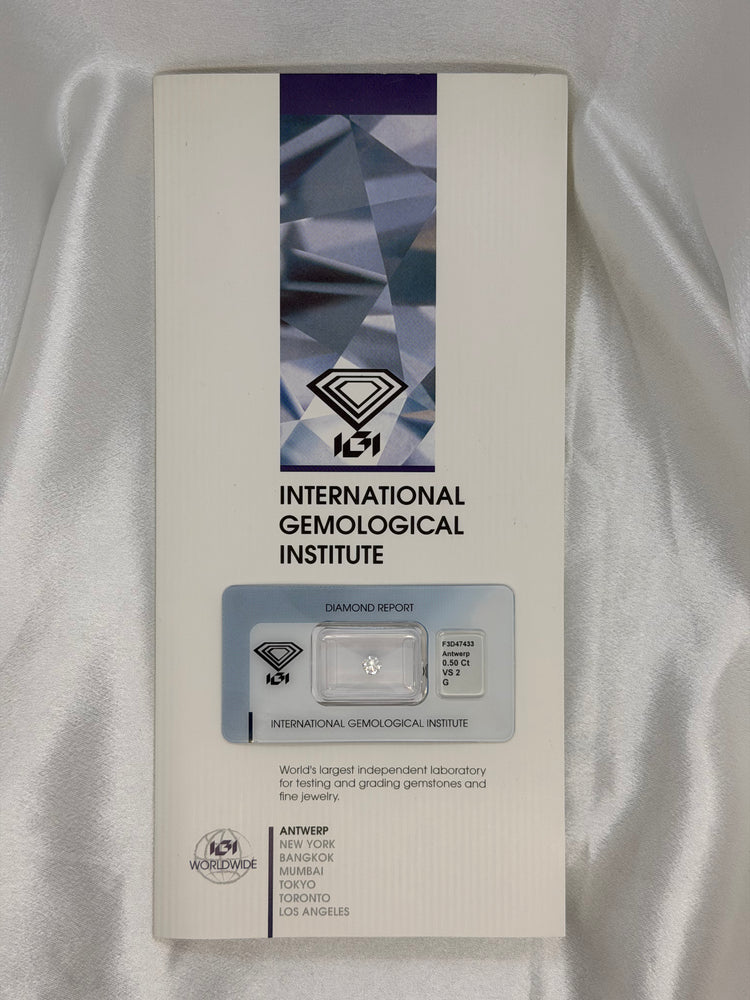 IGI
INTERNATIONAL
GEMOLOGICAL
INSTITUTE
DIAMOND REPORT
IGI
F3D47433
Antwerp
0.50 Ct
VS 2
G
INTERNATIONAL GEMOLOGICAL INSTITUTE
World's largest independent laboratory
for testing and grading gemstones and
fine jewelry.
IGI
WORLDWIDE
ANTWERP
NEW YORK
BANGKOK
MUMBAI
TOKYO
TORONTO
LOS ANGELES